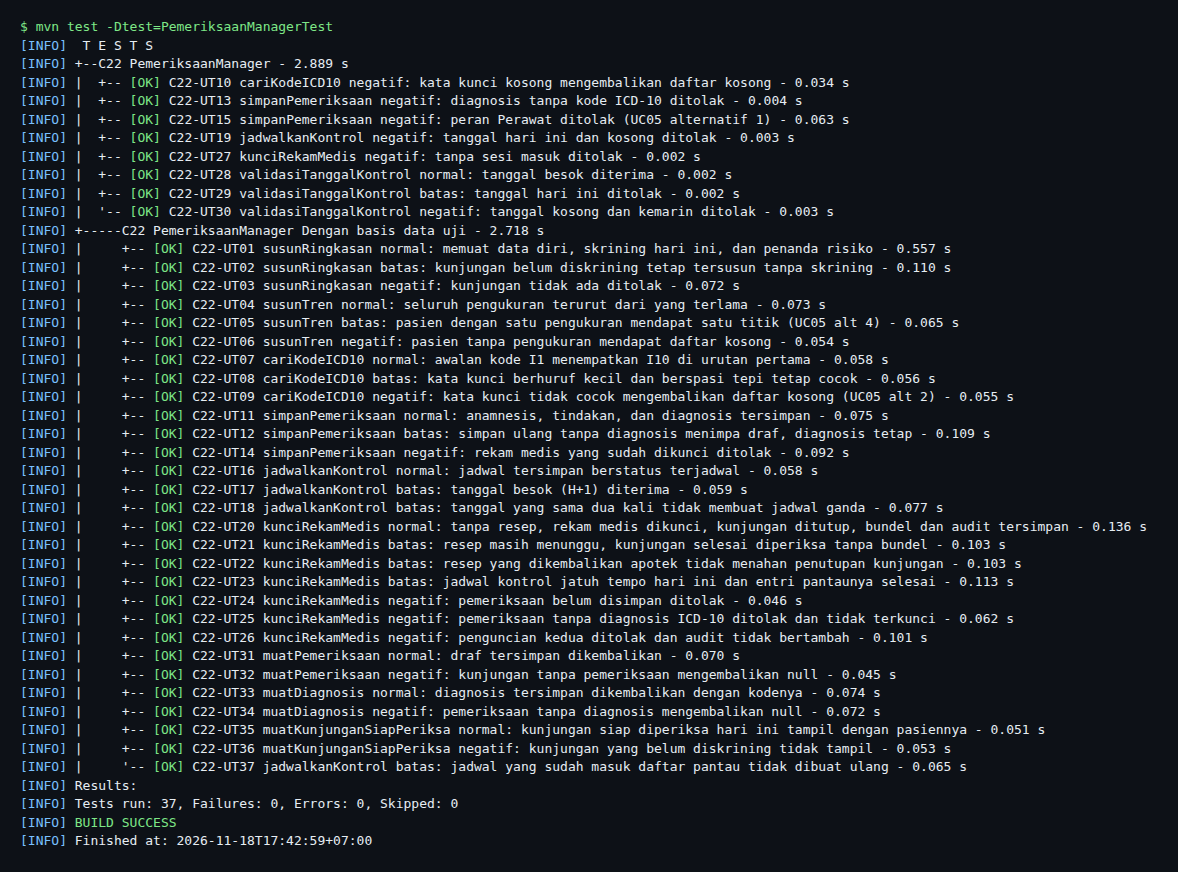 $ mvn test -Dtest=PemeriksaanManagerTest
[INFO]  T E S T S
[INFO] +--C22 PemeriksaanManager - 2.889 s
[INFO] |  +-- [OK] C22-UT10 cariKodeICD10 negatif: kata kunci kosong mengembalikan daftar kosong - 0.034 s
[INFO] |  +-- [OK] C22-UT13 simpanPemeriksaan negatif: diagnosis tanpa kode ICD-10 ditolak - 0.004 s
[INFO] |  +-- [OK] C22-UT15 simpanPemeriksaan negatif: peran Perawat ditolak (UC05 alternatif 1) - 0.063 s
[INFO] |  +-- [OK] C22-UT19 jadwalkanKontrol negatif: tanggal hari ini dan kosong ditolak - 0.003 s
[INFO] |  +-- [OK] C22-UT27 kunciRekamMedis negatif: tanpa sesi masuk ditolak - 0.002 s
[INFO] |  +-- [OK] C22-UT28 validasiTanggalKontrol normal: tanggal besok diterima - 0.002 s
[INFO] |  +-- [OK] C22-UT29 validasiTanggalKontrol batas: tanggal hari ini ditolak - 0.002 s
[INFO] |  '-- [OK] C22-UT30 validasiTanggalKontrol negatif: tanggal kosong dan kemarin ditolak - 0.003 s
[INFO] +-----C22 PemeriksaanManager Dengan basis data uji - 2.718 s
[INFO] |     +-- [OK] C22-UT01 susunRingkasan normal: memuat data diri, skrining hari ini, dan penanda risiko - 0.557 s
[INFO] |     +-- [OK] C22-UT02 susunRingkasan batas: kunjungan belum diskrining tetap tersusun tanpa skrining - 0.110 s
[INFO] |     +-- [OK] C22-UT03 susunRingkasan negatif: kunjungan tidak ada ditolak - 0.072 s
[INFO] |     +-- [OK] C22-UT04 susunTren normal: seluruh pengukuran terurut dari yang terlama - 0.073 s
[INFO] |     +-- [OK] C22-UT05 susunTren batas: pasien dengan satu pengukuran mendapat satu titik (UC05 alt 4) - 0.065 s
[INFO] |     +-- [OK] C22-UT06 susunTren negatif: pasien tanpa pengukuran mendapat daftar kosong - 0.054 s
[INFO] |     +-- [OK] C22-UT07 cariKodeICD10 normal: awalan kode I1 menempatkan I10 di urutan pertama - 0.058 s
[INFO] |     +-- [OK] C22-UT08 cariKodeICD10 batas: kata kunci berhuruf kecil dan berspasi tepi tetap cocok - 0.056 s
[INFO] |     +-- [OK] C22-UT09 cariKodeICD10 negatif: kata kunci tidak cocok mengembalikan daftar kosong (UC05 alt 2) - 0.055 s
[INFO] |     +-- [OK] C22-UT11 simpanPemeriksaan normal: anamnesis, tindakan, dan diagnosis tersimpan - 0.075 s
[INFO] |     +-- [OK] C22-UT12 simpanPemeriksaan batas: simpan ulang tanpa diagnosis menimpa draf, diagnosis tetap - 0.109 s
[INFO] |     +-- [OK] C22-UT14 simpanPemeriksaan negatif: rekam medis yang sudah dikunci ditolak - 0.092 s
[INFO] |     +-- [OK] C22-UT16 jadwalkanKontrol normal: jadwal tersimpan berstatus terjadwal - 0.058 s
[INFO] |     +-- [OK] C22-UT17 jadwalkanKontrol batas: tanggal besok (H+1) diterima - 0.059 s
[INFO] |     +-- [OK] C22-UT18 jadwalkanKontrol batas: tanggal yang sama dua kali tidak membuat jadwal ganda - 0.077 s
[INFO] |     +-- [OK] C22-UT20 kunciRekamMedis normal: tanpa resep, rekam medis dikunci, kunjungan ditutup, bundel dan audit tersimpan - 0.136 s
[INFO] |     +-- [OK] C22-UT21 kunciRekamMedis batas: resep masih menunggu, kunjungan selesai diperiksa tanpa bundel - 0.103 s
[INFO] |     +-- [OK] C22-UT22 kunciRekamMedis batas: resep yang dikembalikan apotek tidak menahan penutupan kunjungan - 0.103 s
[INFO] |     +-- [OK] C22-UT23 kunciRekamMedis batas: jadwal kontrol jatuh tempo hari ini dan entri pantaunya selesai - 0.113 s
[INFO] |     +-- [OK] C22-UT24 kunciRekamMedis negatif: pemeriksaan belum disimpan ditolak - 0.046 s
[INFO] |     +-- [OK] C22-UT25 kunciRekamMedis negatif: pemeriksaan tanpa diagnosis ICD-10 ditolak dan tidak terkunci - 0.062 s
[INFO] |     +-- [OK] C22-UT26 kunciRekamMedis negatif: penguncian kedua ditolak dan audit tidak bertambah - 0.101 s
[INFO] |     +-- [OK] C22-UT31 muatPemeriksaan normal: draf tersimpan dikembalikan - 0.070 s
[INFO] |     +-- [OK] C22-UT32 muatPemeriksaan negatif: kunjungan tanpa pemeriksaan mengembalikan null - 0.045 s
[INFO] |     +-- [OK] C22-UT33 muatDiagnosis normal: diagnosis tersimpan dikembalikan dengan kodenya - 0.074 s
[INFO] |     +-- [OK] C22-UT34 muatDiagnosis negatif: pemeriksaan tanpa diagnosis mengembalikan null - 0.072 s
[INFO] |     +-- [OK] C22-UT35 muatKunjunganSiapPeriksa normal: kunjungan siap diperiksa hari ini tampil dengan pasiennya - 0.051 s
[INFO] |     +-- [OK] C22-UT36 muatKunjunganSiapPeriksa negatif: kunjungan yang belum diskrining tidak tampil - 0.053 s
[INFO] |     '-- [OK] C22-UT37 jadwalkanKontrol batas: jadwal yang sudah masuk daftar pantau tidak dibuat ulang - 0.065 s
[INFO] Results:
[INFO] Tests run: 37, Failures: 0, Errors: 0, Skipped: 0
[INFO] BUILD SUCCESS
[INFO] Finished at: 2026-11-18T17:42:59+07:00